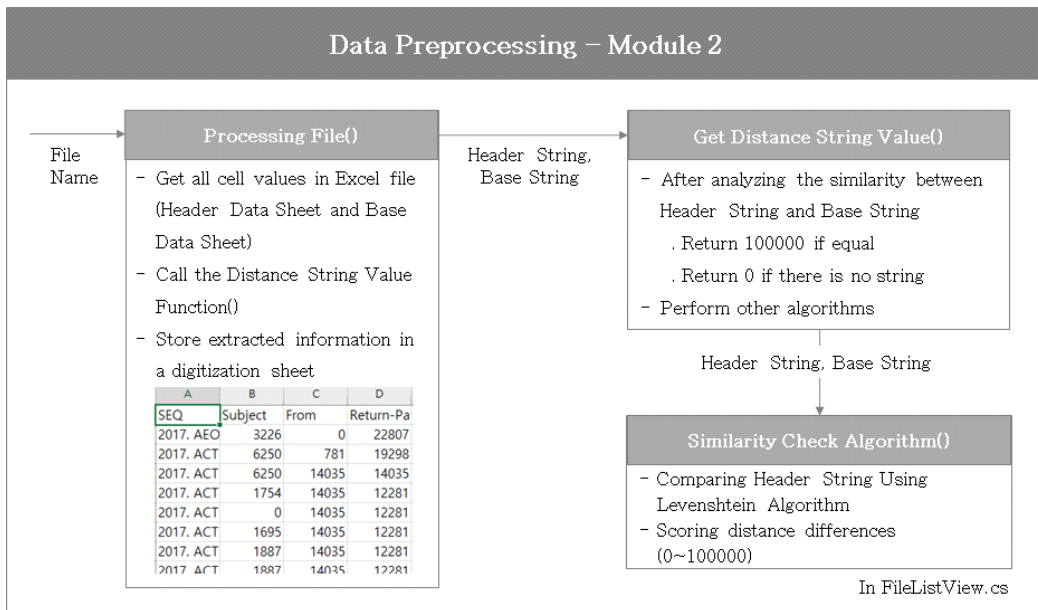 Data Preprocessing – Module 2
File
Name
Processing File()
- Get all cell values in Excel file
(Header Data Sheet and Base
Data Sheet)
- Call the Distance String Value
Function()
- Store extracted information in
a digitization sheet
A B C D
SEQ Subject From Return-Pa
2017. AEO 3226 0 22807
2017. ACT 6250 781 19298
2017. ACT 6250 14035 14035
2017. ACT 1754 14035 12281
2017. ACT 0 14035 12281
2017. ACT 1695 14035 12281
2017. ACT 1887 14035 12281
2017. ACT 1887 14035 12281
Header String,
Base String
Get Distance String Value()
- After analyzing the similarity between
Header String and Base String
. Return 100000 if equal
. Return 0 if there is no string
- Perform other algorithms
Header String, Base String
Similarity Check Algorithm()
- Comparing Header String Using
Levenshtein Algorithm
- Scoring distance differences
(0~100000)
In FileListView.cs